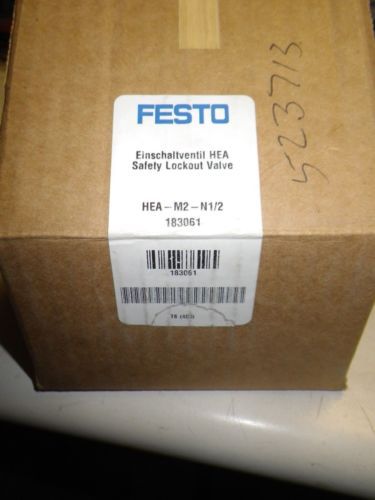 FESTO
Einschaltventil HEA
Safety Lockout Valve
HEA-M2-N1/2
183061
183061
523713